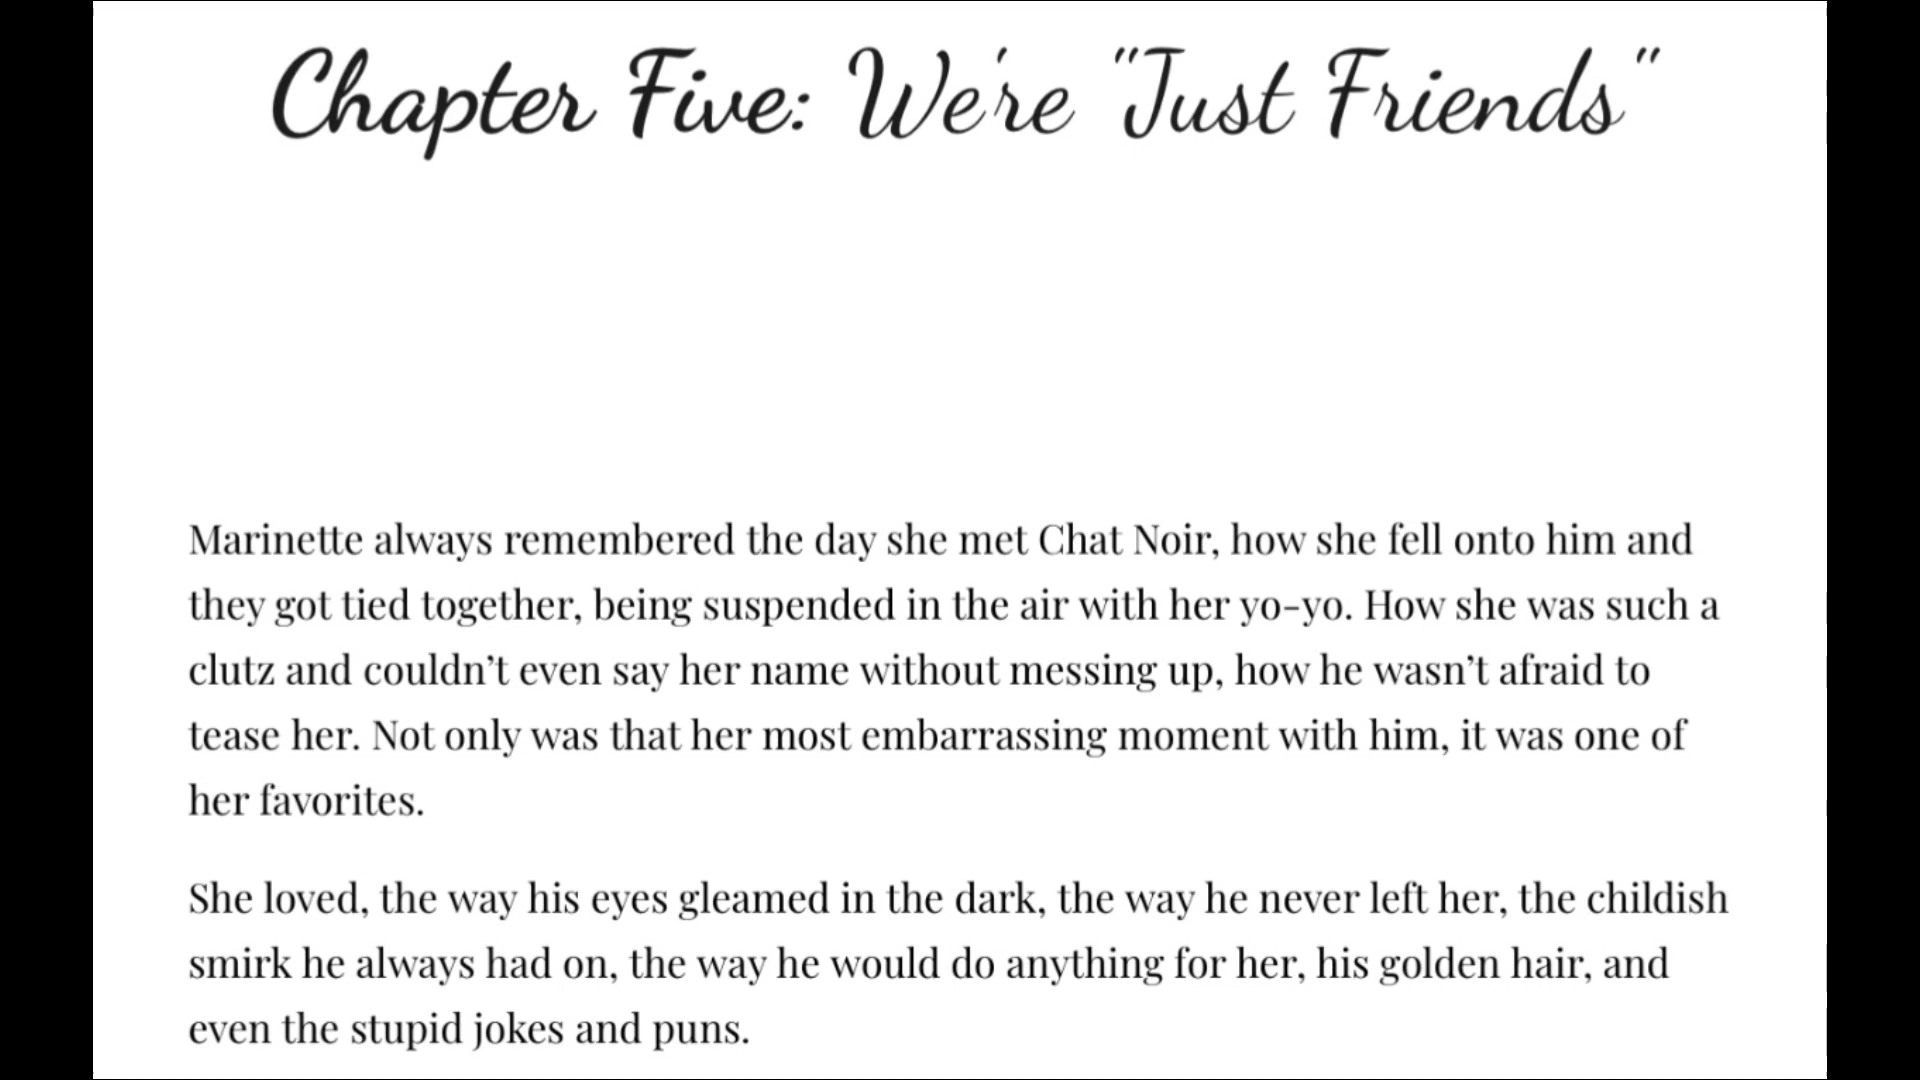 Chapter Five: We're "Just Friends"
Marinette always remembered the day she met Chat Noir, how she fell onto him and
they got tied together, being suspended in the air with her yo-yo. How she was such a
clutz and couldn’t even say her name without messing up, how he wasn’t afraid to
tease her. Not only was that her most embarrassing moment with him, it was one of
her favorites.
She loved, the way his eyes gleamed in the dark, the way he never left her, the childish
smirk he always had on, the way he would do anything for her, his golden hair, and
even the stupid jokes and puns.